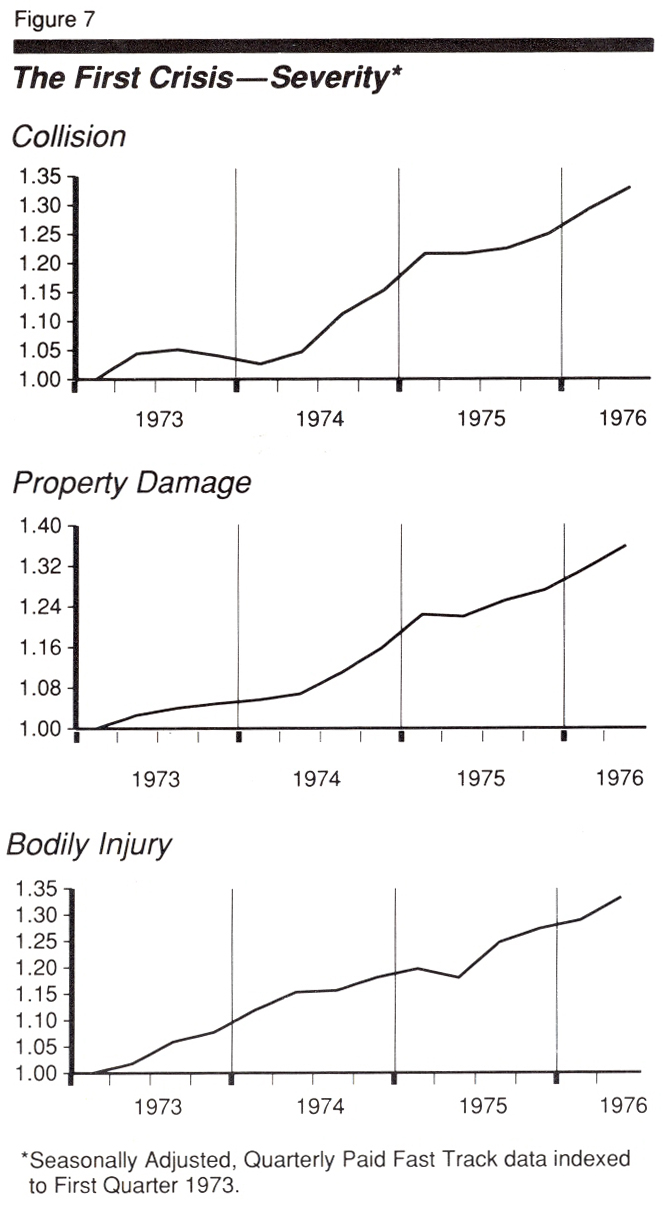 Figure 7
The First Crisis—Severity*
Collision
1.35
1.30
1.25
1.20
1.15
1.10
1.05
1.00
1973 1974 1975 1976
Property Damage
1.40
1.32
1.24
1.16
1.08
1.00
1973 1974 1975 1976
Bodily Injury
1.35
1.30
1.25
1.20
1.15
1.10
1.05
1.00
1973 1974 1975 1976
*Seasonally Adjusted, Quarterly Paid Fast Track data indexed
to First Quarter 1973.